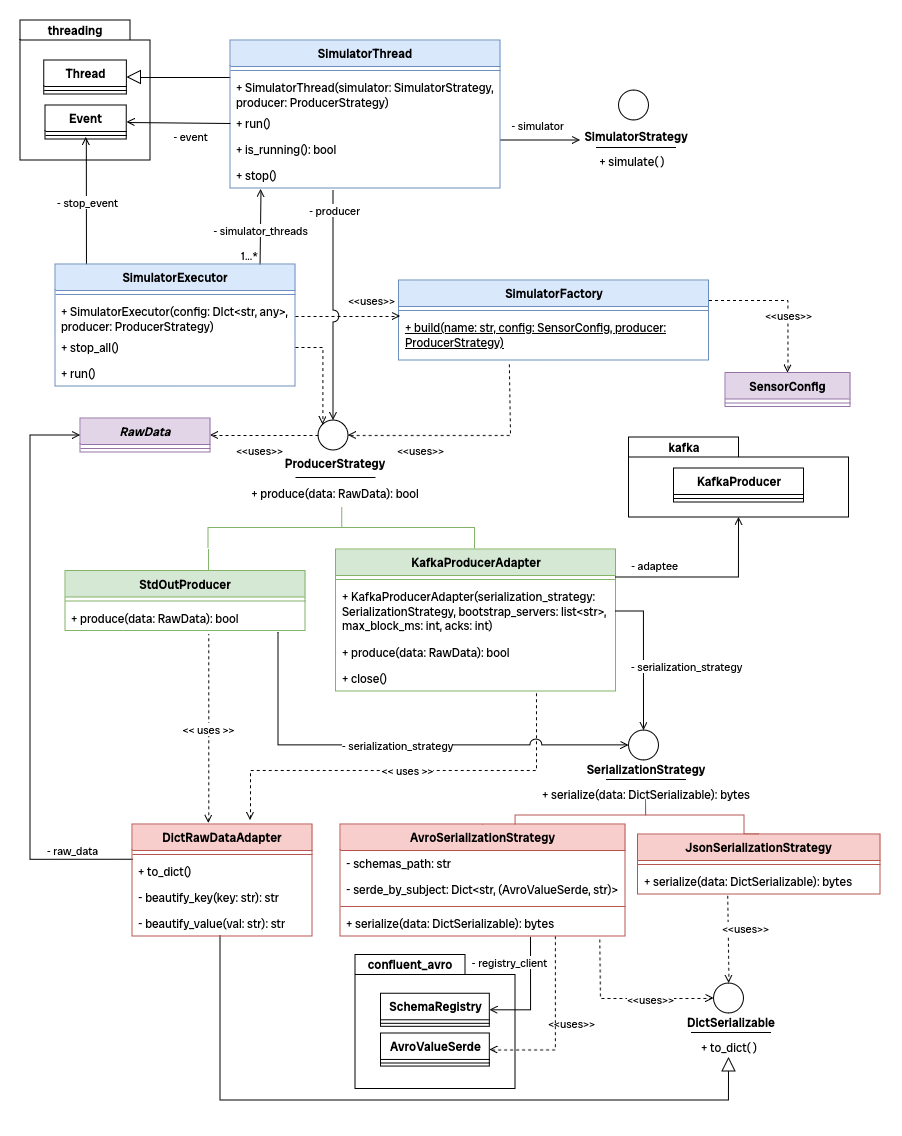 threading
Thread
Event
SimulatorThread
+ SimulatorThread(simulator: SimulatorStrategy,
producer: ProducerStrategy)
+ run()
+ is_running(): bool
+ stop()
- event
- simulator
SimulatorStrategy
+ simulate( )
- stop_event
- simulator_threads
1...*
- producer
SimulatorExecutor
+ SimulatorExecutor(config: DIct<str, any>,
producer: ProducerStrategy)
+ stop_all()
+ run()
<<uses>>
SimulatorFactory
+ build(name: str, config: SensorConfig, producer:
ProducerStrategy)
<<uses>>
SensorConfig
RawData
<<uses>>
<<uses>>
ProducerStrategy
+ produce(data: RawData): bool
kafka
KafkaProducer
- adaptee
StdOutProducer
+ produce(data: RawData): bool
KafkaProducerAdapter
+ KafkaProducerAdapter(serialization_strategy:
SerializationStrategy, bootstrap_servers: list<str>,
max_block_ms: int, acks: int)
+ produce(data: RawData): bool
+ close()
- serialization_strategy
<< uses >>
- serialization_strategy
<< uses >>
SerializationStrategy
+ serialize(data: DictSerializable): bytes
- raw_data
DictRawDataAdapter
+ to_dict()
- beautify_key(key: str): str
- beautify_value(val: str): str
AvroSerializationStrategy
- schemas_path: str
- serde_by_subject: Dict<str, (AvroValueSerde, str)>
+ serialize(data: DictSerializable): bytes
JsonSerializationStrategy
+ serialize(data: DictSerializable): bytes
<<uses>>
confluent_avro
- registry_client
SchemaRegistry
AvroValueSerde
<<uses>>
<<uses>>
DictSerializable
+ to_dict( )